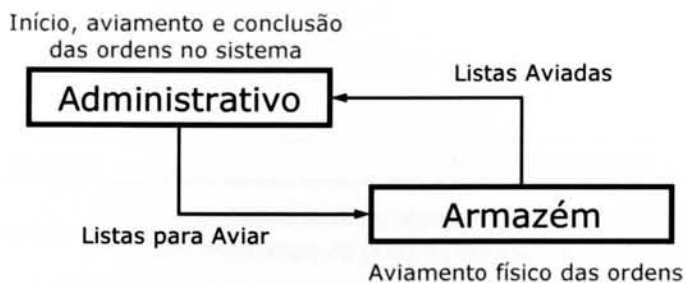 Início, aviamento e conclusão
das ordens no sistema
Administrativo
Listas Aviadas
Listas para Aviar
Armazém
Aviamento físico das ordens